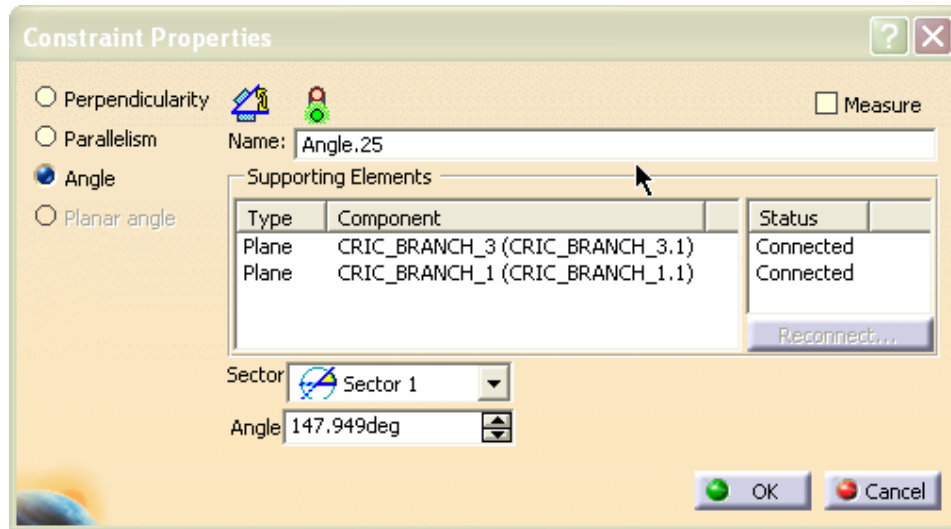 Constraint Properties
Perpendicularity
Measure
Parallelism
Name: Angle.25
Angle
Supporting Elements
Planar angle
Type Component Status
Plane CRIC_BRANCH_3 (CRIC_BRANCH_3.1) Connected
Plane CRIC_BRANCH_1 (CRIC_BRANCH_1.1) Connected
Reconnect...
Sector Sector 1
Angle 147.949deg
OK Cancel